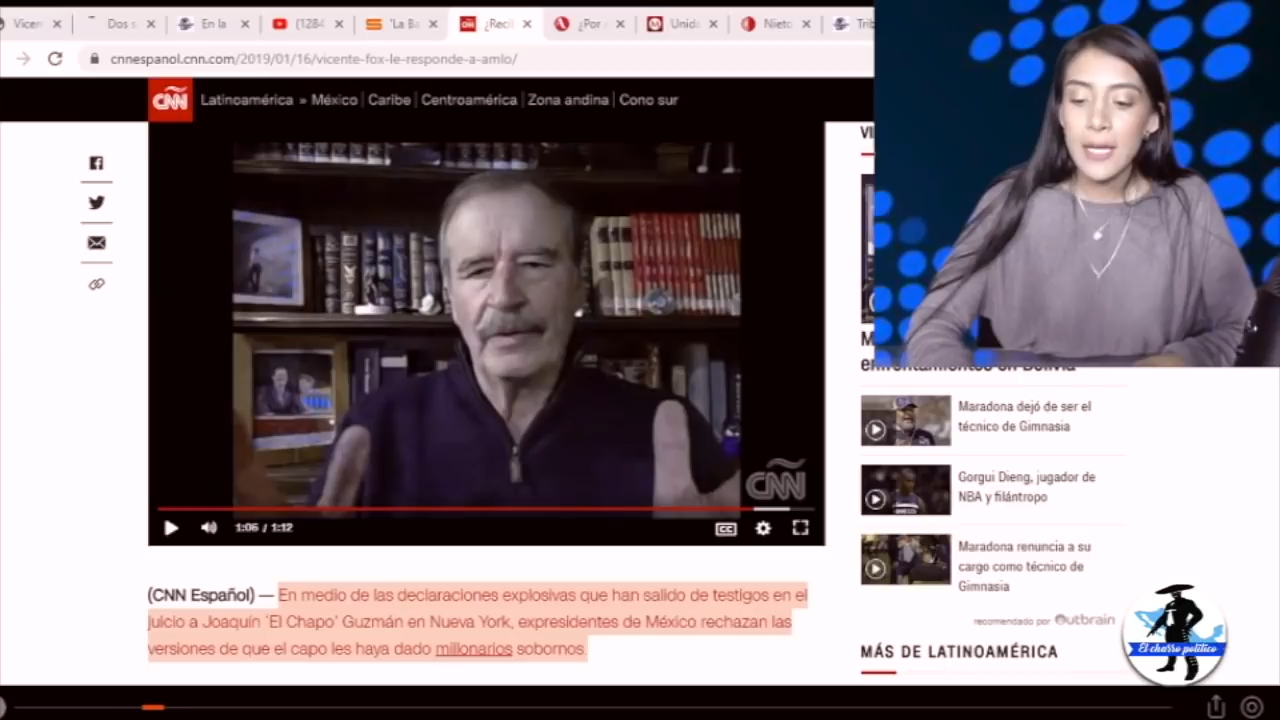 Vicen
Dos s
En la
(1284
'La Ba
¿Reci
¿Por
Unida
Nieto
Trib
cnnespanol.cnn.com/2019/01/16/vicente-fox-le-responde-a-amlo/
CNN
Latinoamérica » México | Caribe | Centroamérica | Zona andina | Cono sur
VI
CNN
1:06 / 1:12
CC
(CNN Español) — En medio de las declaraciones explosivas que han salido de testigos en el
juicio a Joaquín 'El Chapo' Guzmán en Nueva York, expresidentes de México rechazan las
versiones de que el capo les haya dado millonarios sobornos.
M
enfrentamientos en Bolivia
Maradona dejó de ser el
técnico de Gimnasia
Gorgui Dieng, jugador de
NBA y filántropo
Maradona renuncia a su
cargo como técnico de
Gimnasia
recomendado por Outbrain
MÁS DE LATINOAMÉRICA
El charro político